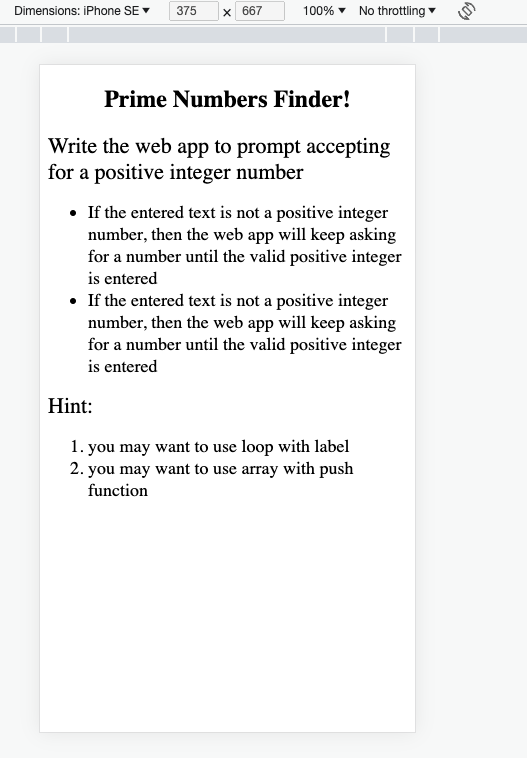 Dimensions: iPhone SE 375 x 667 100% No throttling
Prime Numbers Finder!
Write the web app to prompt accepting
for a positive integer number
• If the entered text is not a positive integer
number, then the web app will keep asking
for a number until the valid positive integer
is entered
• If the entered text is not a positive integer
number, then the web app will keep asking
for a number until the valid positive integer
is entered
Hint:
1. you may want to use loop with label
2. you may want to use array with push
function